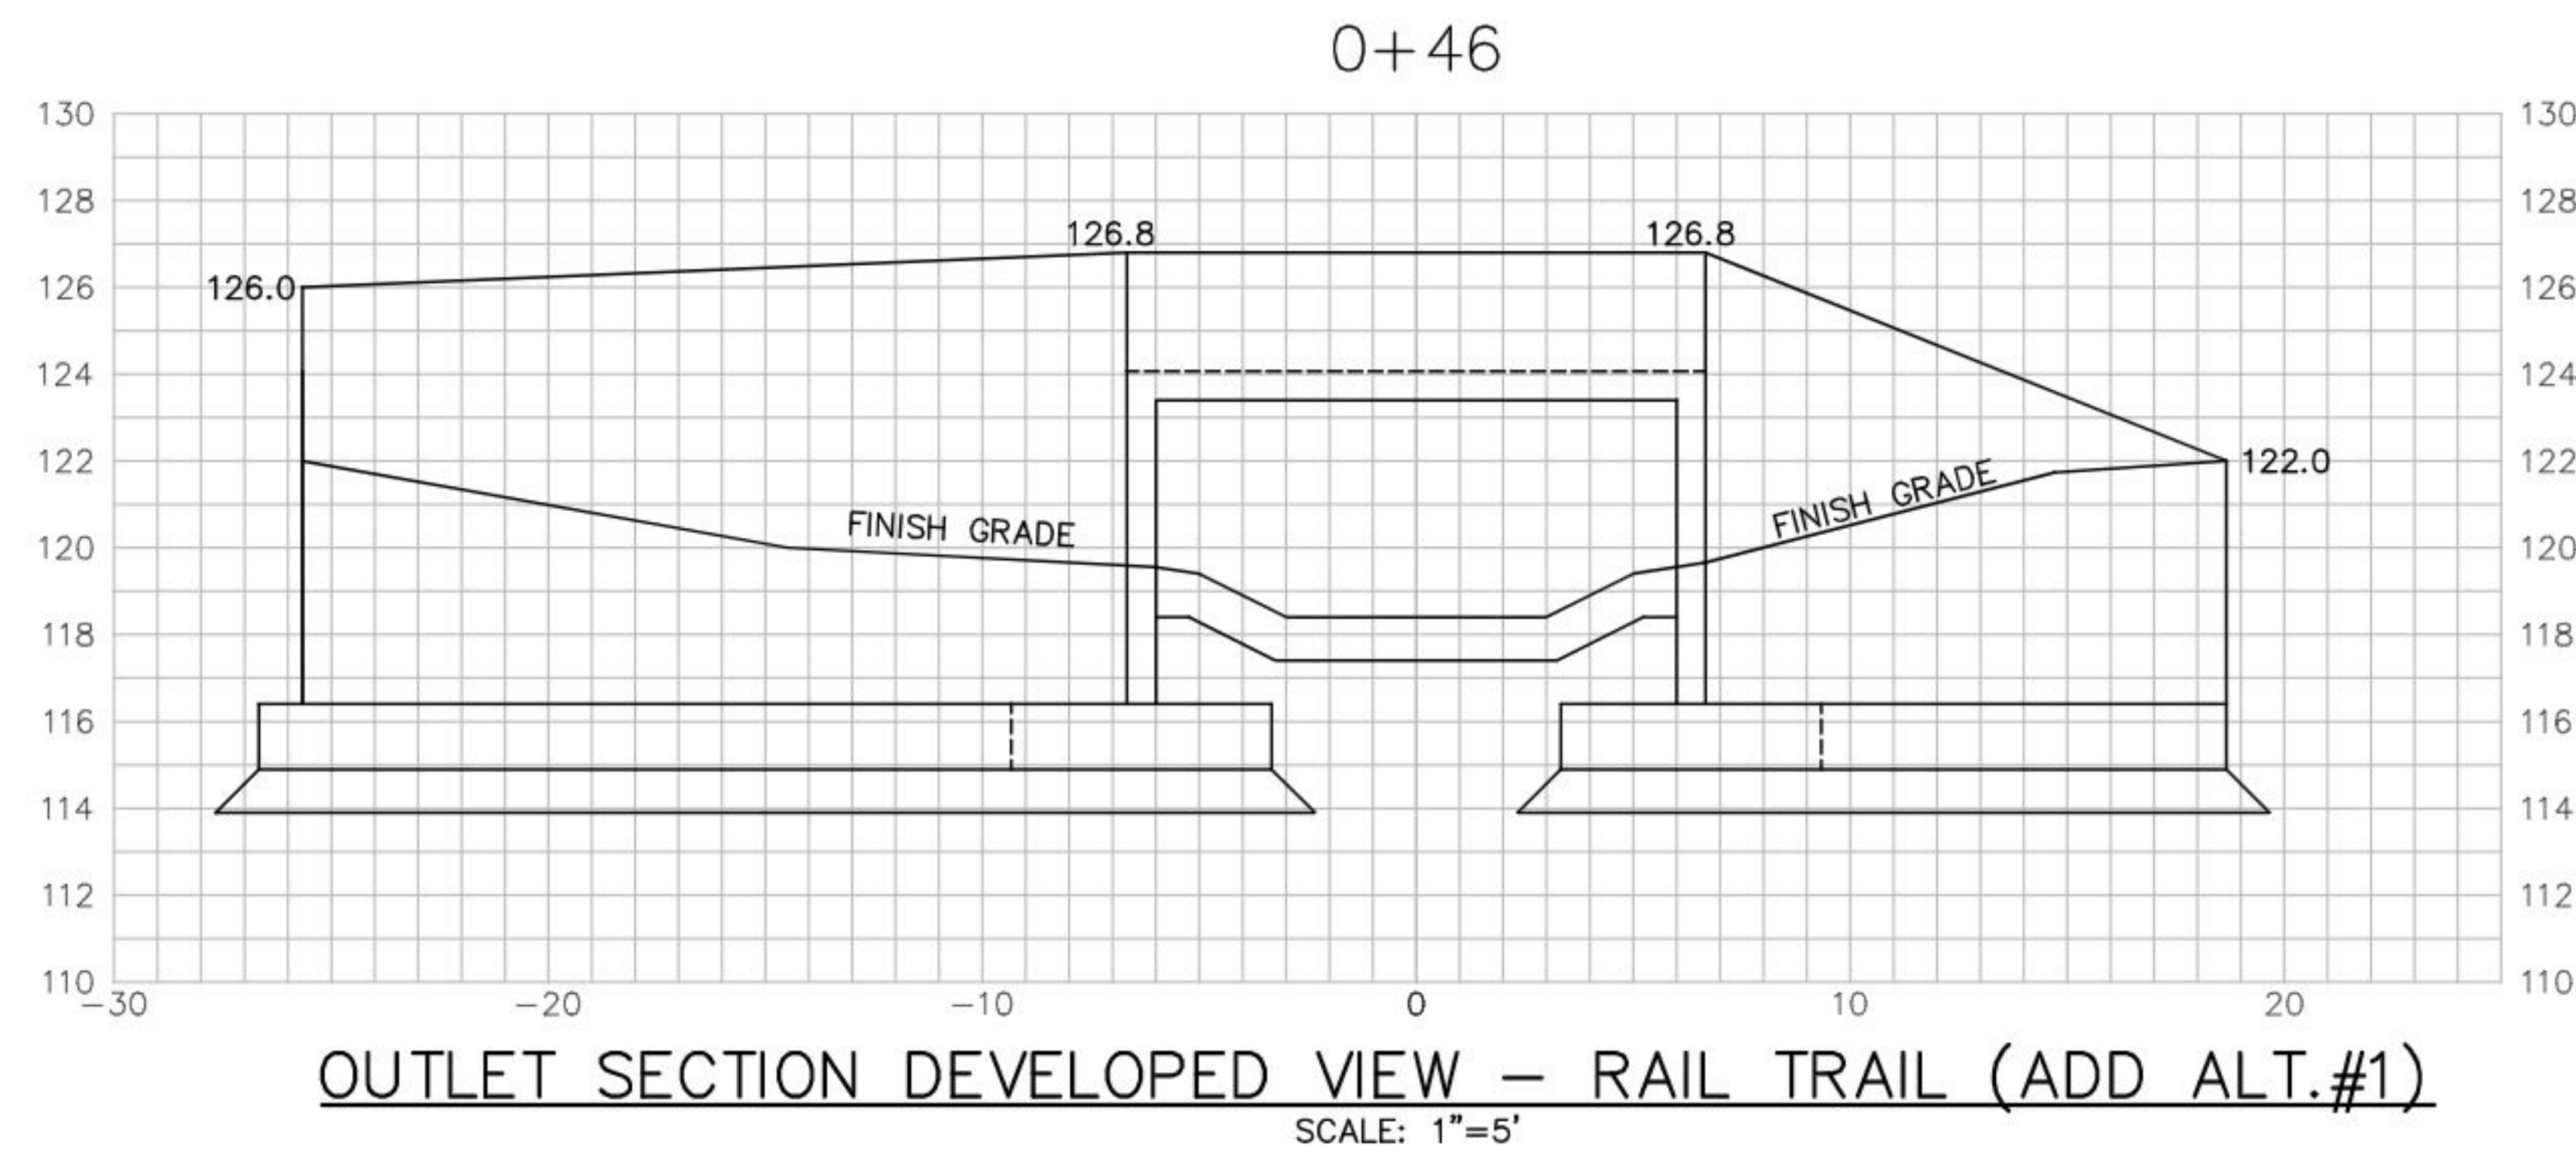 0+46
130 130
128 128
126.8 126.8
126 126.0 126
124 124
122 122.0 122
FINISH GRADE FINISH GRADE
120 120
118 118
116 116
114 114
112 112
110 110
-30 -20 -10 0 10 20
OUTLET SECTION DEVELOPED VIEW – RAIL TRAIL (ADD ALT.#1)
SCALE: 1"=5'